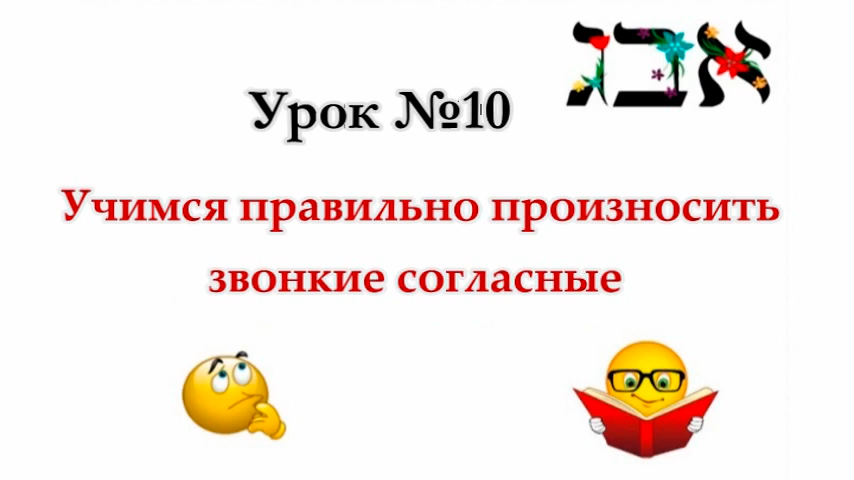 אבג
Урок №10
Учимся правильно произносить
звонкие согласные